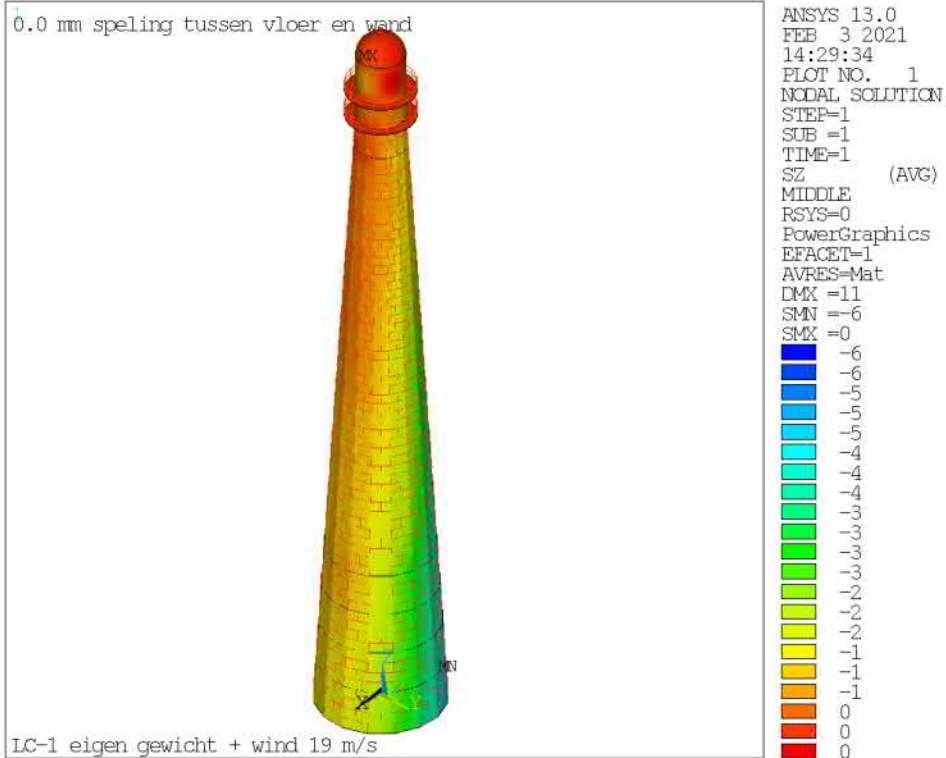 1
0.0 mm speling tussen vloer en wand
MX
MN
X
Y
LC-1 eigen gewicht + wind 19 m/s
ANSYS 13.0
FEB 3 2021
14:29:34
PLOT NO. 1
NODAL SOLUTION
STEP=1
SUB =1
TIME=1
SZ (AVG)
MIDDLE
RSYS=0
PowerGraphics
EFACET=1
AVRES=Mat
DMX =11
SMN =-6
SMX =0
-6
-6
-5
-5
-5
-4
-4
-4
-3
-3
-3
-3
-2
-2
-2
-1
-1
-1
0
0
0